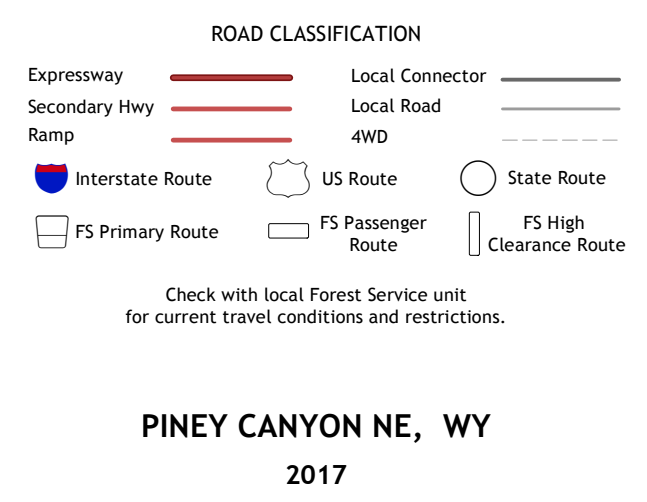 ROAD CLASSIFICATION
Expressway
Local Connector
Secondary Hwy
Local Road
Ramp
4WD
Interstate Route
US Route
State Route
FS Primary Route
FS Passenger
Route
FS High
Clearance Route
Check with local Forest Service unit
for current travel conditions and restrictions.
PINEY CANYON NE, WY
2017